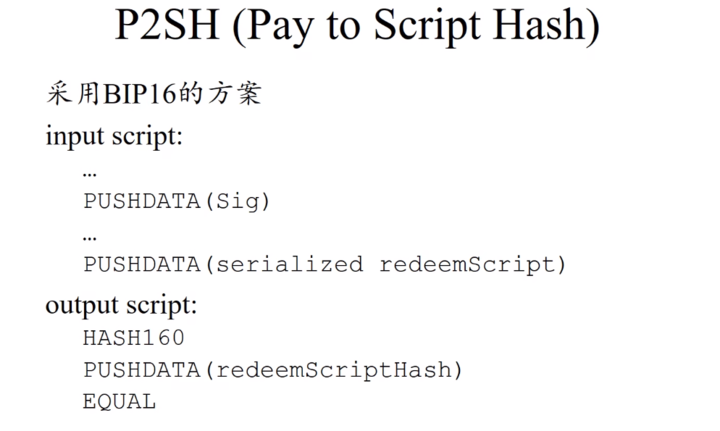 P2SH (Pay to Script Hash)
采用BIP16的方案
input script:
…
PUSHDATA(Sig)
…
PUSHDATA(serialized redeemScript)
output script:
HASH160
PUSHDATA(redeemScriptHash)
EQUAL